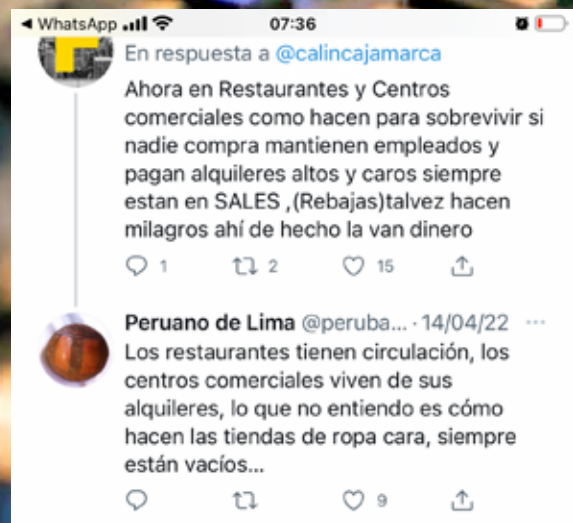 WhatsApp 07:36
En respuesta a @calincajamarca
Ahora en Restaurantes y Centros
comerciales como hacen para sobrevivir si
nadie compra mantienen empleados y
pagan alquileres altos y caros siempre
estan en SALES ,(Rebajas)talvez hacen
milagros ahí de hecho la van dinero
1 2 15
Peruano de Lima @peruba... · 14/04/22 ...
Los restaurantes tienen circulación, los
centros comerciales viven de sus
alquileres, lo que no entiendo es cómo
hacen las tiendas de ropa cara, siempre
están vacíos...
9